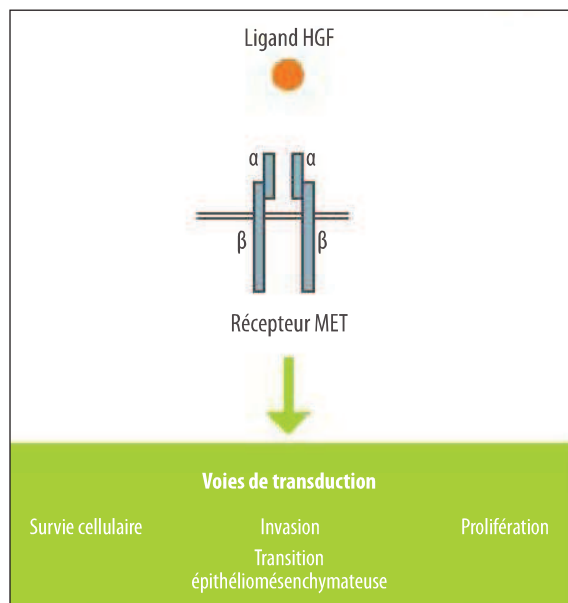 Ligand HGF
α α
β β
Récepteur MET
Voies de transduction
Survie cellulaire Invasion Prolifération
Transition
épithéliomésenchymateuse